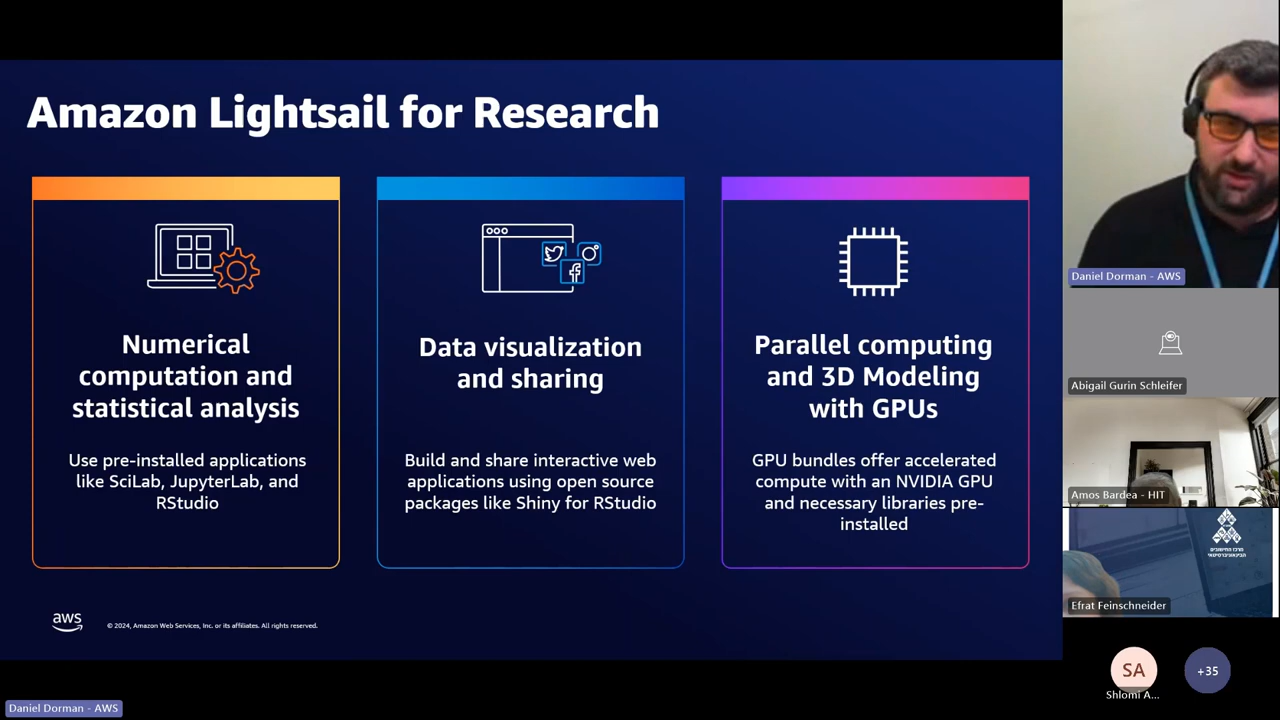 Amazon Lightsail for Research
Numerical
computation and
statistical analysis
Use pre-installed applications
like SciLab, JupyterLab, and
RStudio
Data visualization
and sharing
Build and share interactive web
applications using open source
packages like Shiny for RStudio
Parallel computing
and 3D Modeling
with GPUs
GPU bundles offer accelerated
compute with an NVIDIA GPU
and necessary libraries pre-
installed
aws
© 2024, Amazon Web Services, Inc. or its affiliates. All rights reserved.
Daniel Dorman - AWS
Daniel Dorman - AWS
Abigail Gurin Schleifer
Amos Bardea - HIT
מרכז החישובים
הבינאוניברסיטאי
Efrat Feinschneider
SA
Shlomi A...
+35